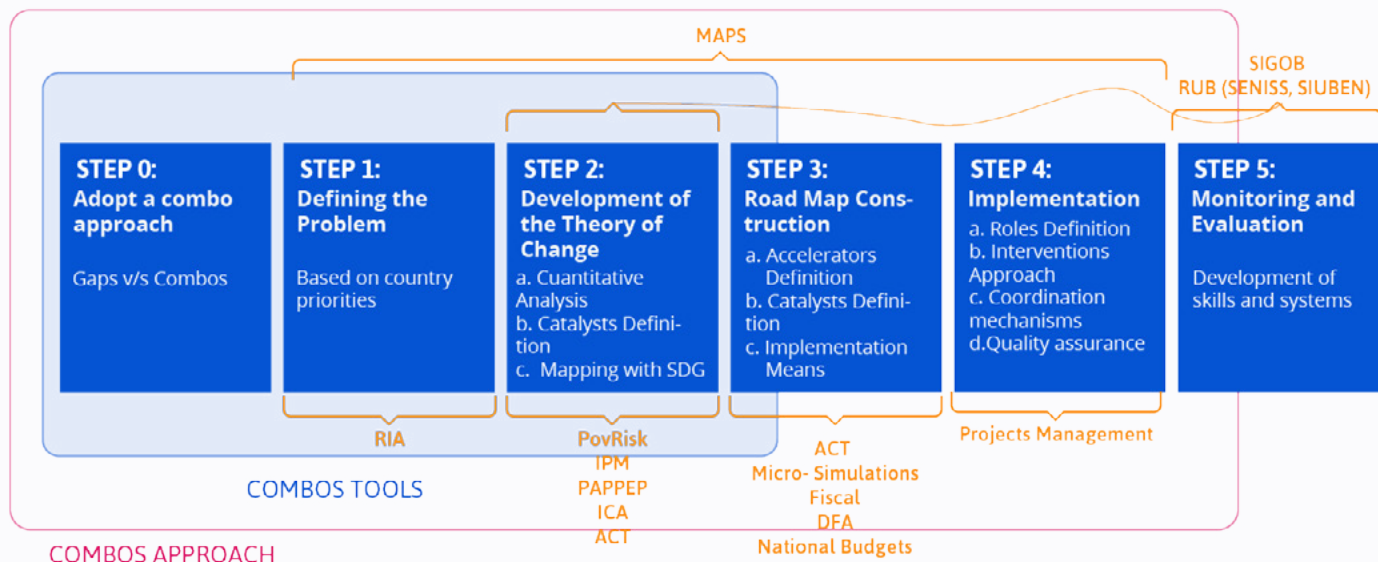 MAPS
SIGOB
RUB (SENISS, SIUBEN)
STEP 0:
Adopt a combo
approach
Gaps v/s Combos
STEP 1:
Defining the
Problem
Based on country
priorities
STEP 2:
Development of
the Theory of
Change
a. Cuantitative
Analysis
b. Catalysts Defini-
tion
c. Mapping with SDG
STEP 3:
Road Map Cons-
truction
a. Accelerators
Definition
b. Catalysts Defini-
tion
c. Implementation
Means
STEP 4:
Implementation
a. Roles Definition
b. Interventions
Approach
c. Coordination
mechanisms
d.Quality assurance
STEP 5:
Monitoring and
Evaluation
Development of
skills and systems
RIA
PovRisk
IPM
PAPPEP
ICA
ACT
ACT
Micro- Simulations
Fiscal
DFA
National Budgets
Projects Management
COMBOS TOOLS
COMBOS APPROACH